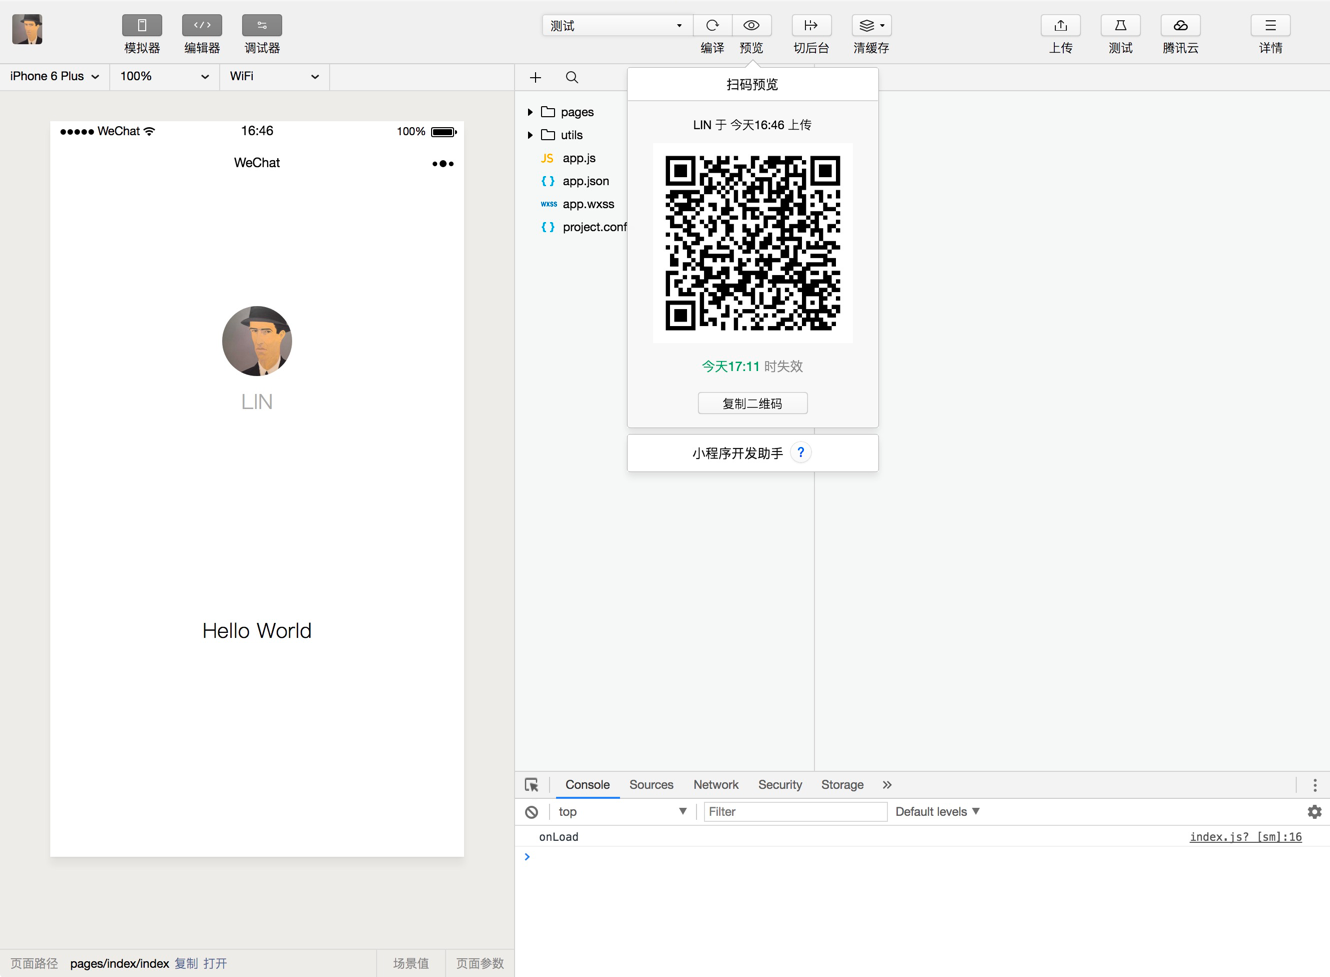 模拟器 编辑器 调试器
测试
编译 预览 切后台 清缓存
上传 测试 腾讯云 详情
iPhone 6 Plus 100% WiFi
WeChat 16:46 100%
WeChat
LIN
Hello World
页面路径 pages/index/index 复制 打开 场景值 页面参数
pages
utils
JS app.js
{ } app.json
wxss app.wxss
{ } project.conf
扫码预览
LIN 于 今天16:46 上传
今天17:11 时失效
复制二维码
小程序开发助手 ?
Console Sources Network Security Storage »
top Filter Default levels
onLoad index.js? [sm]:16